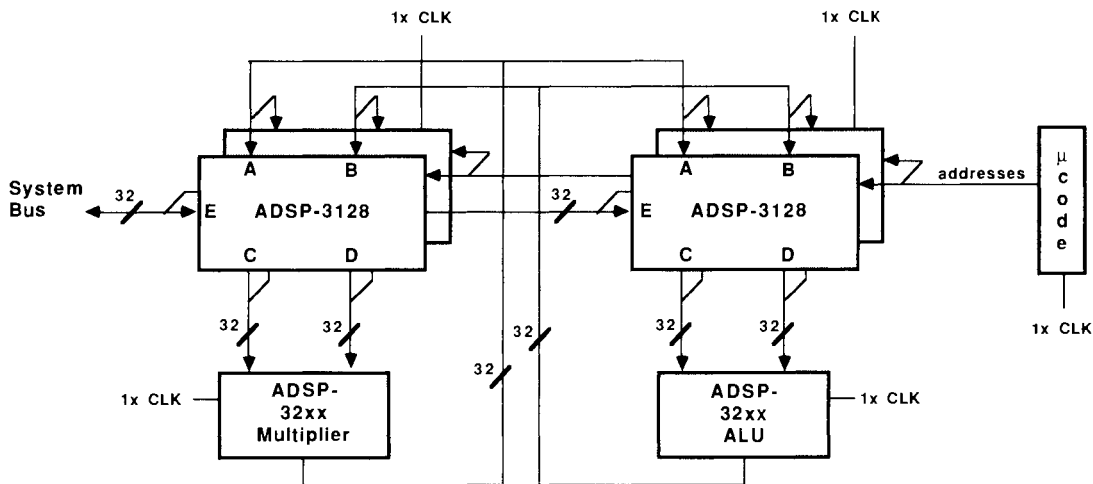 1x CLK
1x CLK
A
B
A
B
System
Bus
32
E
ADSP-3128
32
E
ADSP-3128
addresses
μ
c
o
d
e
C
D
C
D
1x CLK
32
32
32
32
32
32
1x CLK
ADSP-
32xx
Multiplier
ADSP-
32xx
ALU
1x CLK